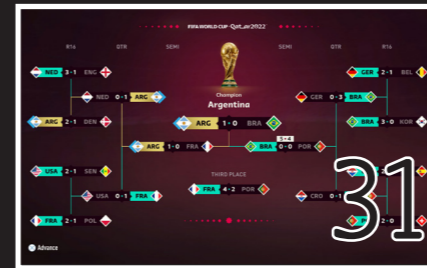 FIFA WORLD CUP Qat_ar2022
R16 QTR SEMI SEMI QTR R16
NED 3-1 ENG
GER 2-1 BEL
Champion
NED 0-1 ARG
GER 0-3 BRA
Argentina
ARG 2-1 DEN
ARG 1-0 BRA
BRA 3-0 KOR
ARG 1-0 FRA
5-4
BRA 0-0 POR
USA 2-1 SEN
THIRD PLACE
FRA 4-2 POR
USA 0-1 FRA
CRO 0-1
FRA 2-1 POL
2-0
31
Advance